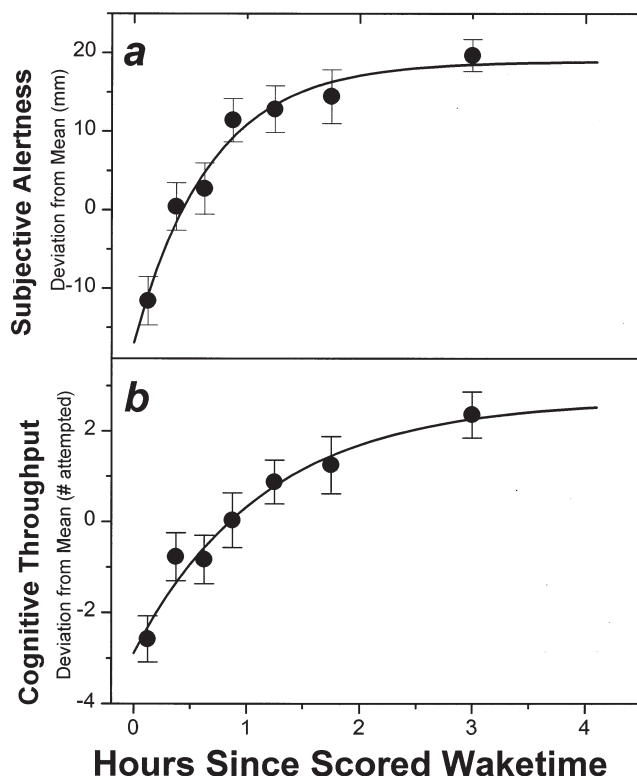 a
Subjective Alertness
Deviation from Mean (mm)
20
10
0
-10
b
Cognitive Throughput
Deviation from Mean (# attempted)
2
0
-2
-4
0 1 2 3 4
Hours Since Scored Waketime